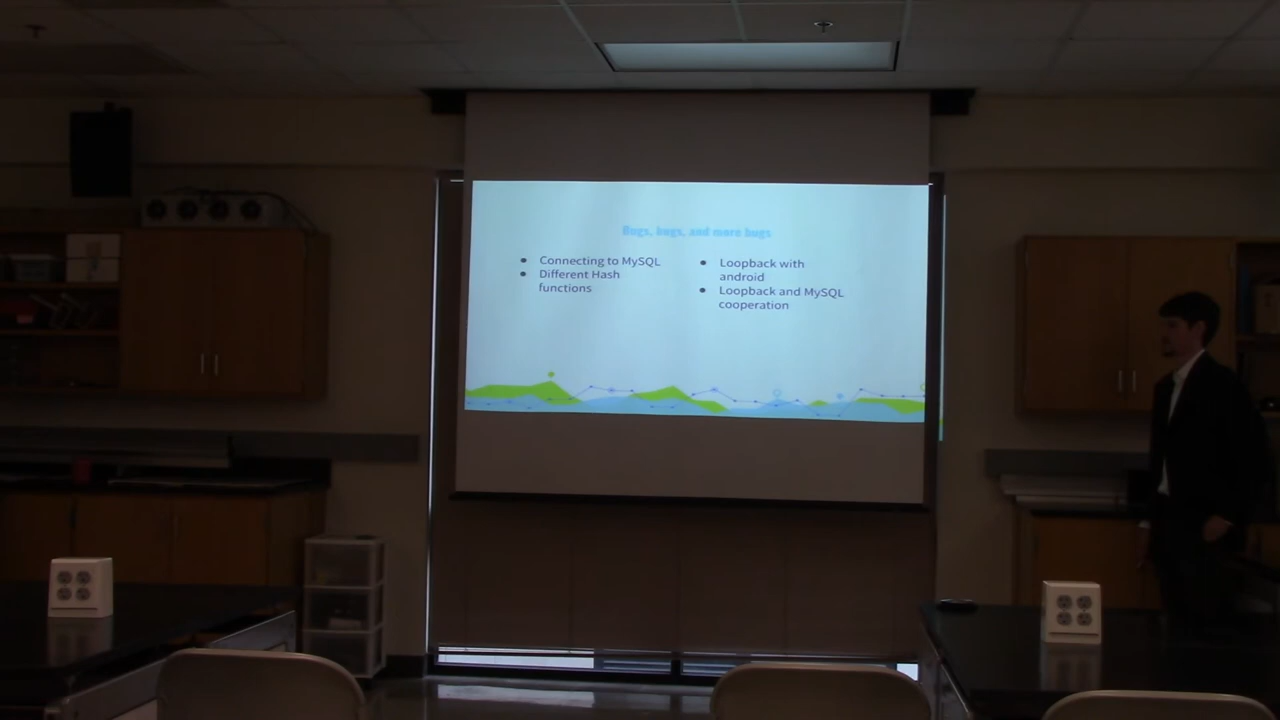 Bugs, bugs, and more bugs
● Connecting to MySQL
● Different Hash
functions
● Loopback with
android
● Loopback and MySQL
cooperation